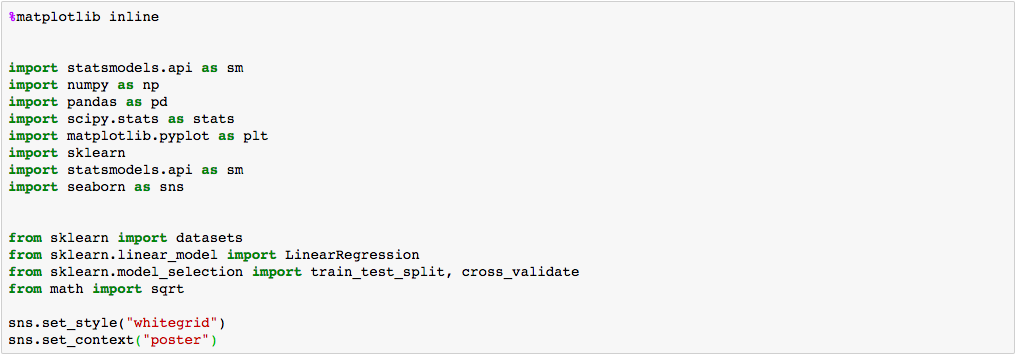 %matplotlib inline
import statsmodels.api as sm
import numpy as np
import pandas as pd
import scipy.stats as stats
import matplotlib.pyplot as plt
import sklearn
import statsmodels.api as sm
import seaborn as sns
from sklearn import datasets
from sklearn.linear_model import LinearRegression
from sklearn.model_selection import train_test_split, cross_validate
from math import sqrt
sns.set_style("whitegrid")
sns.set_context("poster")